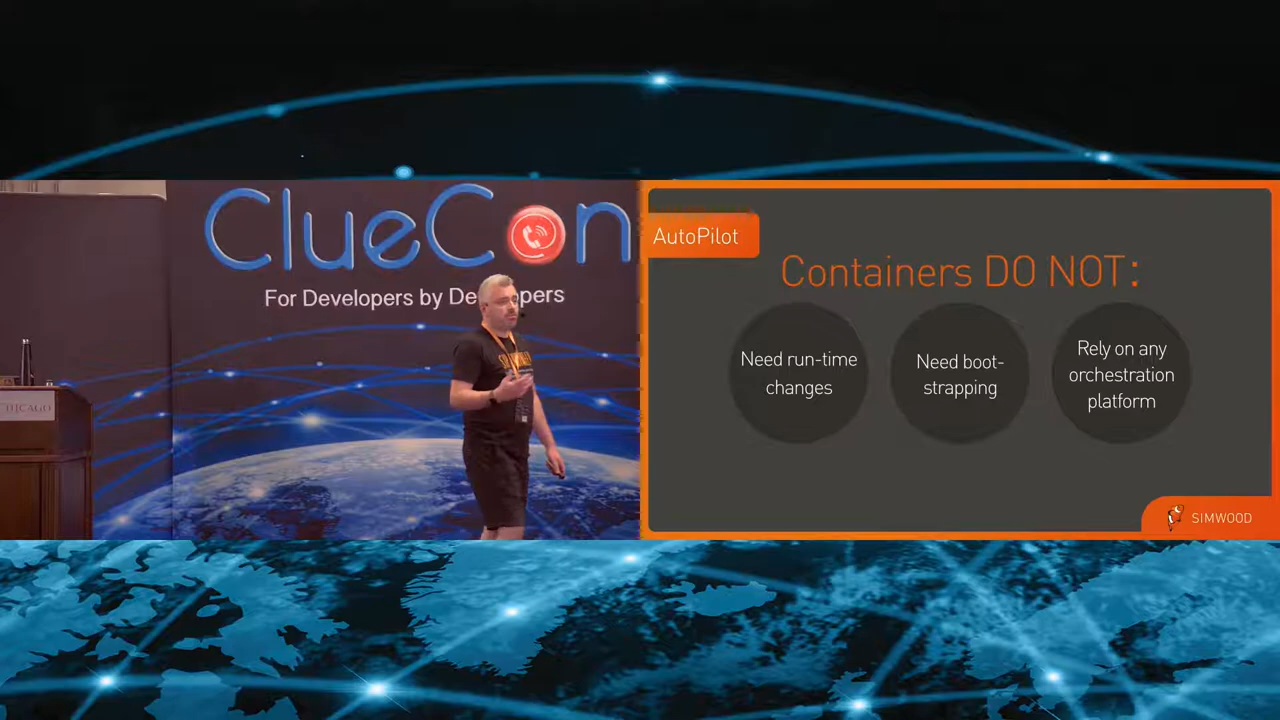 ClueCon
For Developers by De pers
CHICAGO
AutoPilot
Containers DO NOT:
Need run-time
changes
Need boot-
strapping
Rely on any
orchestration
platform
SIMWOOD